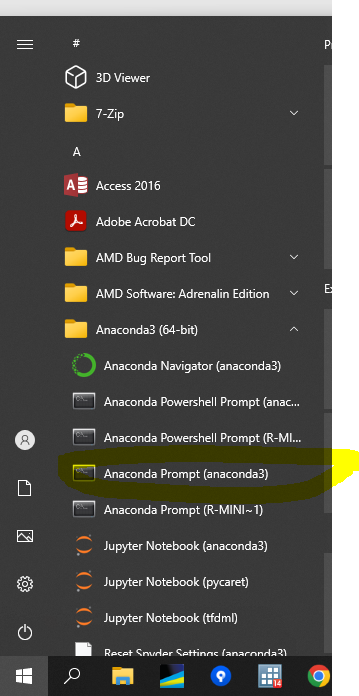 #
P
3D Viewer
7-Zip
A
Access 2016
Adobe Acrobat DC
AMD Bug Report Tool
AMD Software: Adrenalin Edition
E
Anaconda3 (64-bit)
Anaconda Navigator (anaconda3)
Anaconda Powershell Prompt (anac...
Anaconda Powershell Prompt (R-MI...
Anaconda Prompt (anaconda3)
Anaconda Prompt (R-MINI~1)
Jupyter Notebook (anaconda3)
Jupyter Notebook (pycaret)
Jupyter Notebook (tfdml)
Reset Spyder Settings (anaconda3)
14